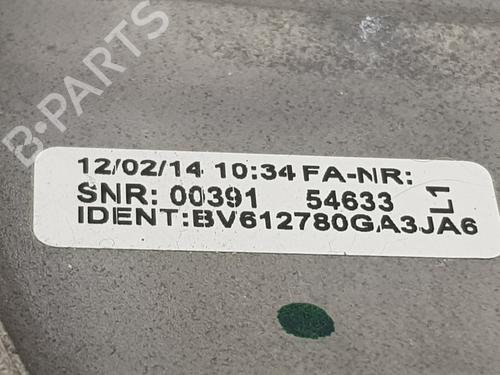 B-PARTS
12/02/14 10:34 FA-NR:
SNR: 00391 54633
L1
IDENT:BV612780GA3JA6